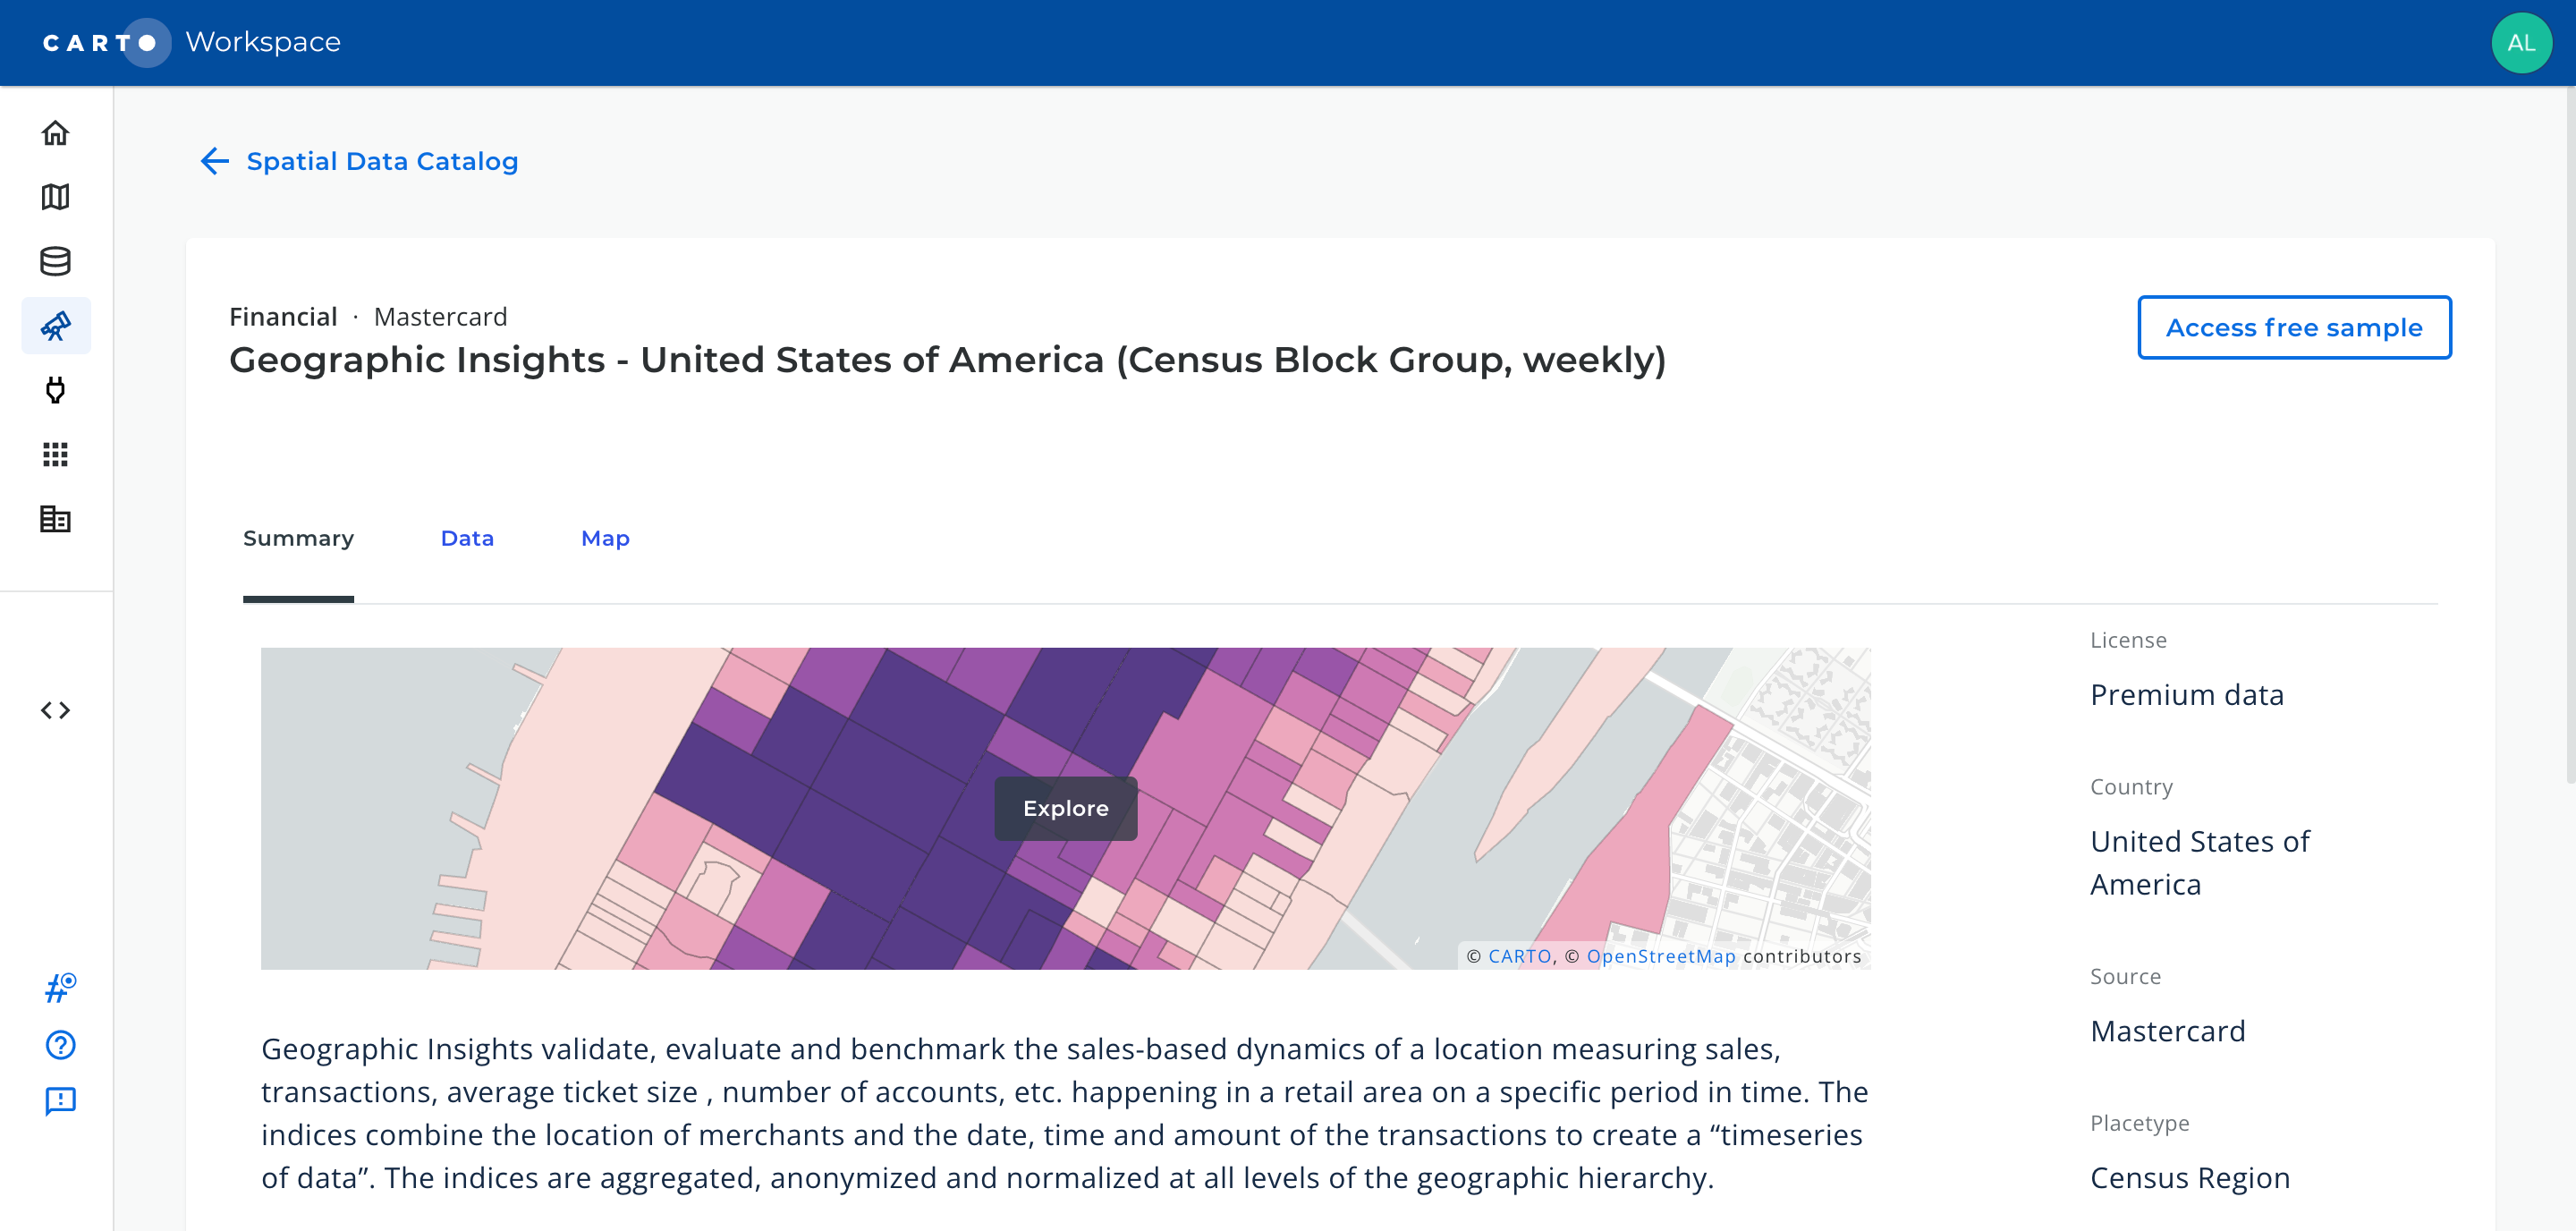 CARTO Workspace
AL
Spatial Data Catalog
Financial · Mastercard
Geographic Insights - United States of America (Census Block Group, weekly)
Access free sample
Summary
Data
Map
Explore
© CARTO, © OpenStreetMap contributors
Geographic Insights validate, evaluate and benchmark the sales-based dynamics of a location measuring sales,
transactions, average ticket size , number of accounts, etc. happening in a retail area on a specific period in time. The
indices combine the location of merchants and the date, time and amount of the transactions to create a “timeseries
of data”. The indices are aggregated, anonymized and normalized at all levels of the geographic hierarchy.
License
Premium data
Country
United States of
America
Source
Mastercard
Placetype
Census Region